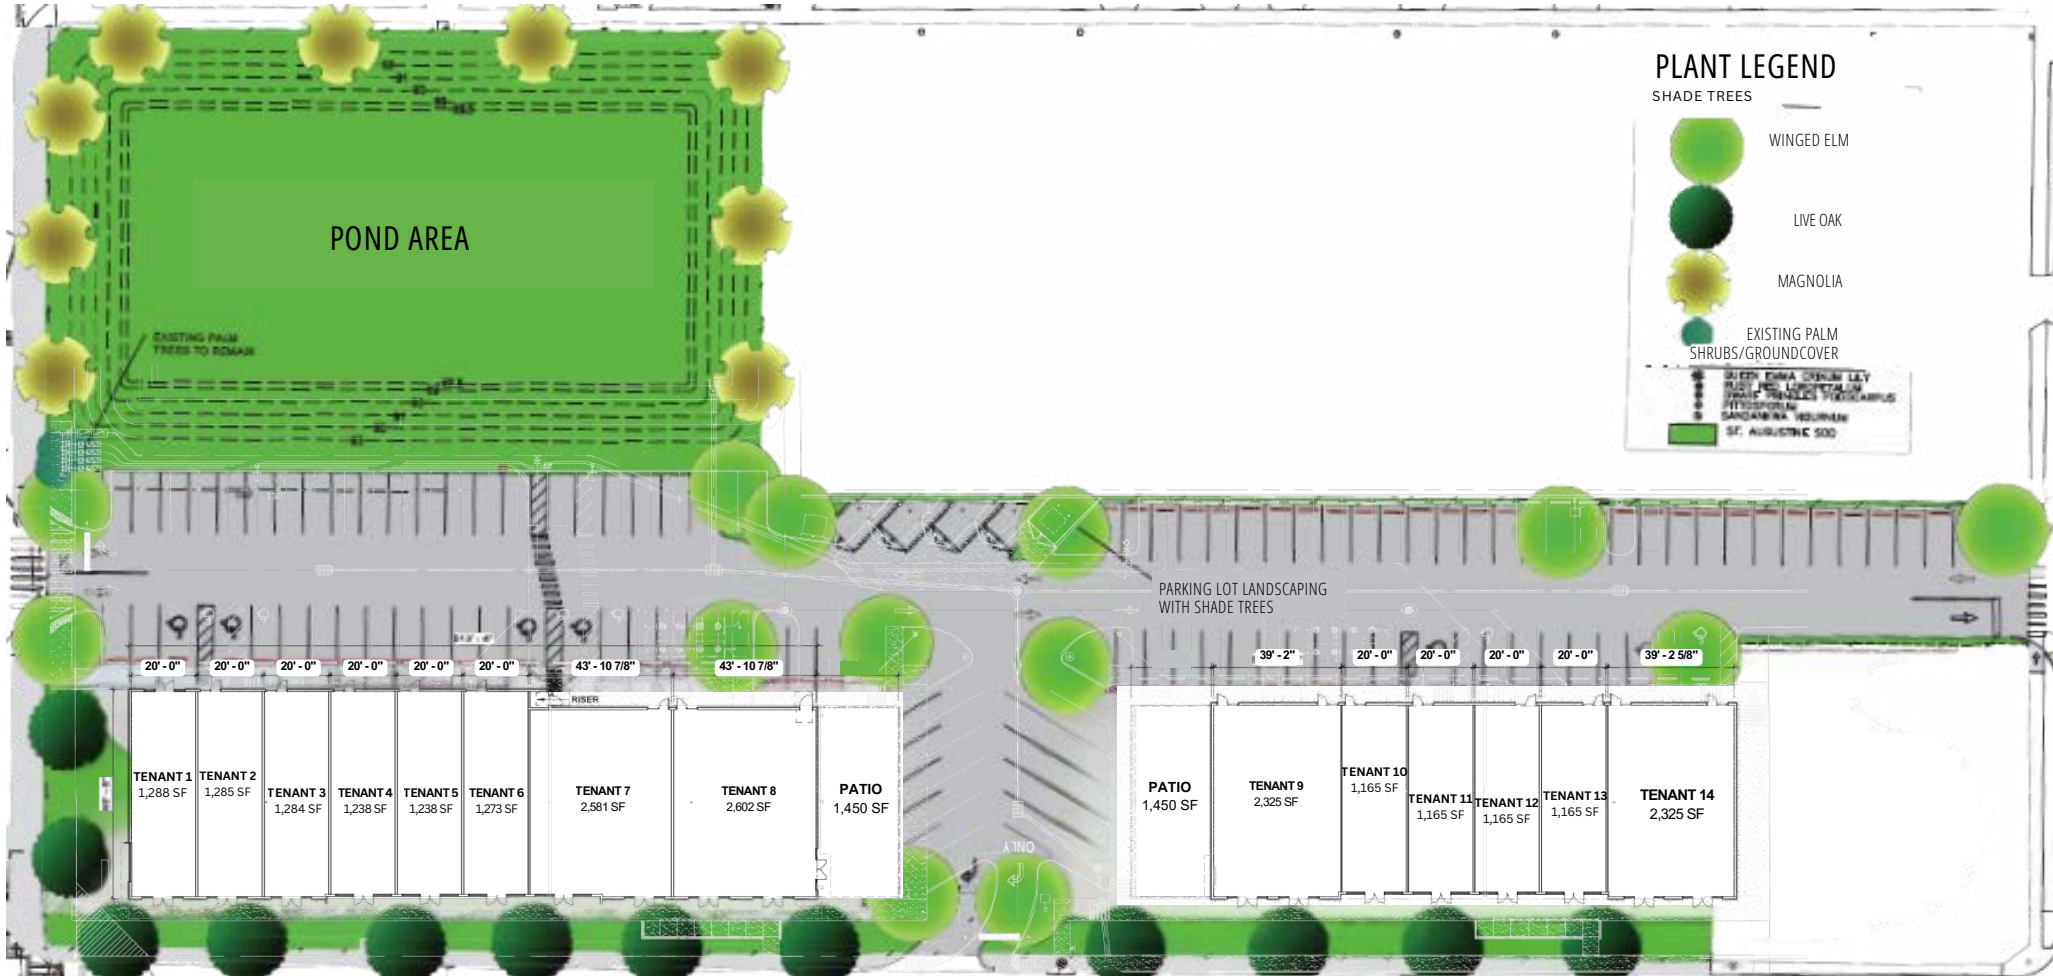 PLANT LEGEND
SHADE TREES
WINGED ELM
LIVE OAK
MAGNOLIA
EXISTING PALM
SHRUBS/GROUNDCOVER
QUEEN EMMA CRINUM LILY
PITTOSPORUM
SANDANKWA VIBURNUM
ST. AUGUSTINE SOD
POND AREA
EXISTING PALM
TREES TO REMAIN
PARKING LOT LANDSCAPING
WITH SHADE TREES
20' - 0"
20' - 0"
20' - 0"
20' - 0"
20' - 0"
20' - 0"
43' - 10 7/8"
43' - 10 7/8"
39' - 2"
20' - 0"
20' - 0"
20' - 0"
20' - 0"
39' - 2 5/8"
RISER
TENANT 1
1,288 SF
TENANT 2
1,285 SF
TENANT 3
1,284 SF
TENANT 4
1,238 SF
TENANT 5
1,238 SF
TENANT 6
1,273 SF
TENANT 7
2,581 SF
TENANT 8
2,602 SF
PATIO
1,450 SF
PATIO
1,450 SF
TENANT 9
2,325 SF
TENANT 10
1,165 SF
TENANT 11
1,165 SF
TENANT 12
1,165 SF
TENANT 13
1,165 SF
TENANT 14
2,325 SF
ONLY